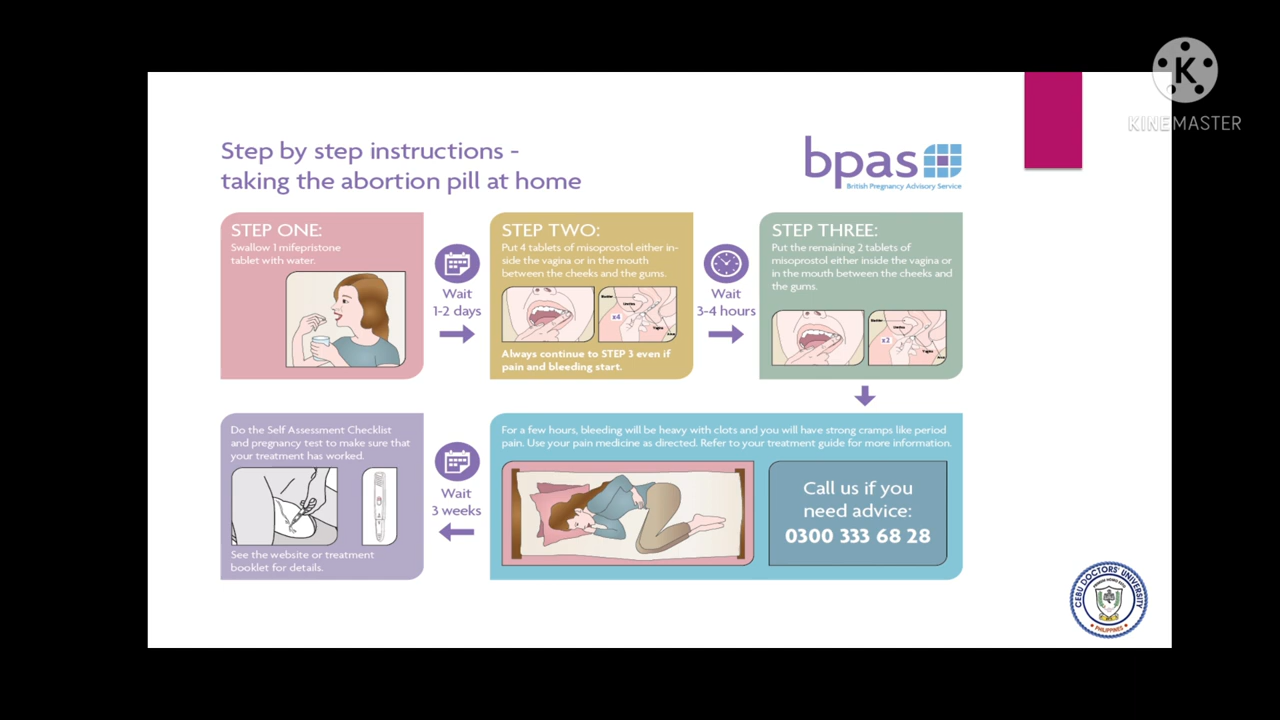 KINEMASTER
Step by step instructions -
taking the abortion pill at home
bpas
British Pregnancy Advisory Service
STEP ONE:
Swallow 1 mifepristone
tablet with water.
Wait
1-2 days
STEP TWO:
Put 4 tablets of misoprostol either in-
side the vagina or in the mouth
between the cheeks and the gums.
x4
Always continue to STEP 3 even if
pain and bleeding start.
Wait
3-4 hours
STEP THREE:
Put the remaining 2 tablets of
misoprostol either inside the vagina or
in the mouth between the cheeks and
the gums.
Bladder
x2
Vagina
For a few hours, bleeding will be heavy with clots and you will have strong cramps like period
pain. Use your pain medicine as directed. Refer to your treatment guide for more information.
Call us if you
need advice:
0300 333 68 28
Wait
3 weeks
Do the Self Assessment Checklist
and pregnancy test to make sure that
your treatment has worked.
See the website or treatment
booklet for details.
CEBU DOCTORS' UNIVERSITY
PHILIPPINES